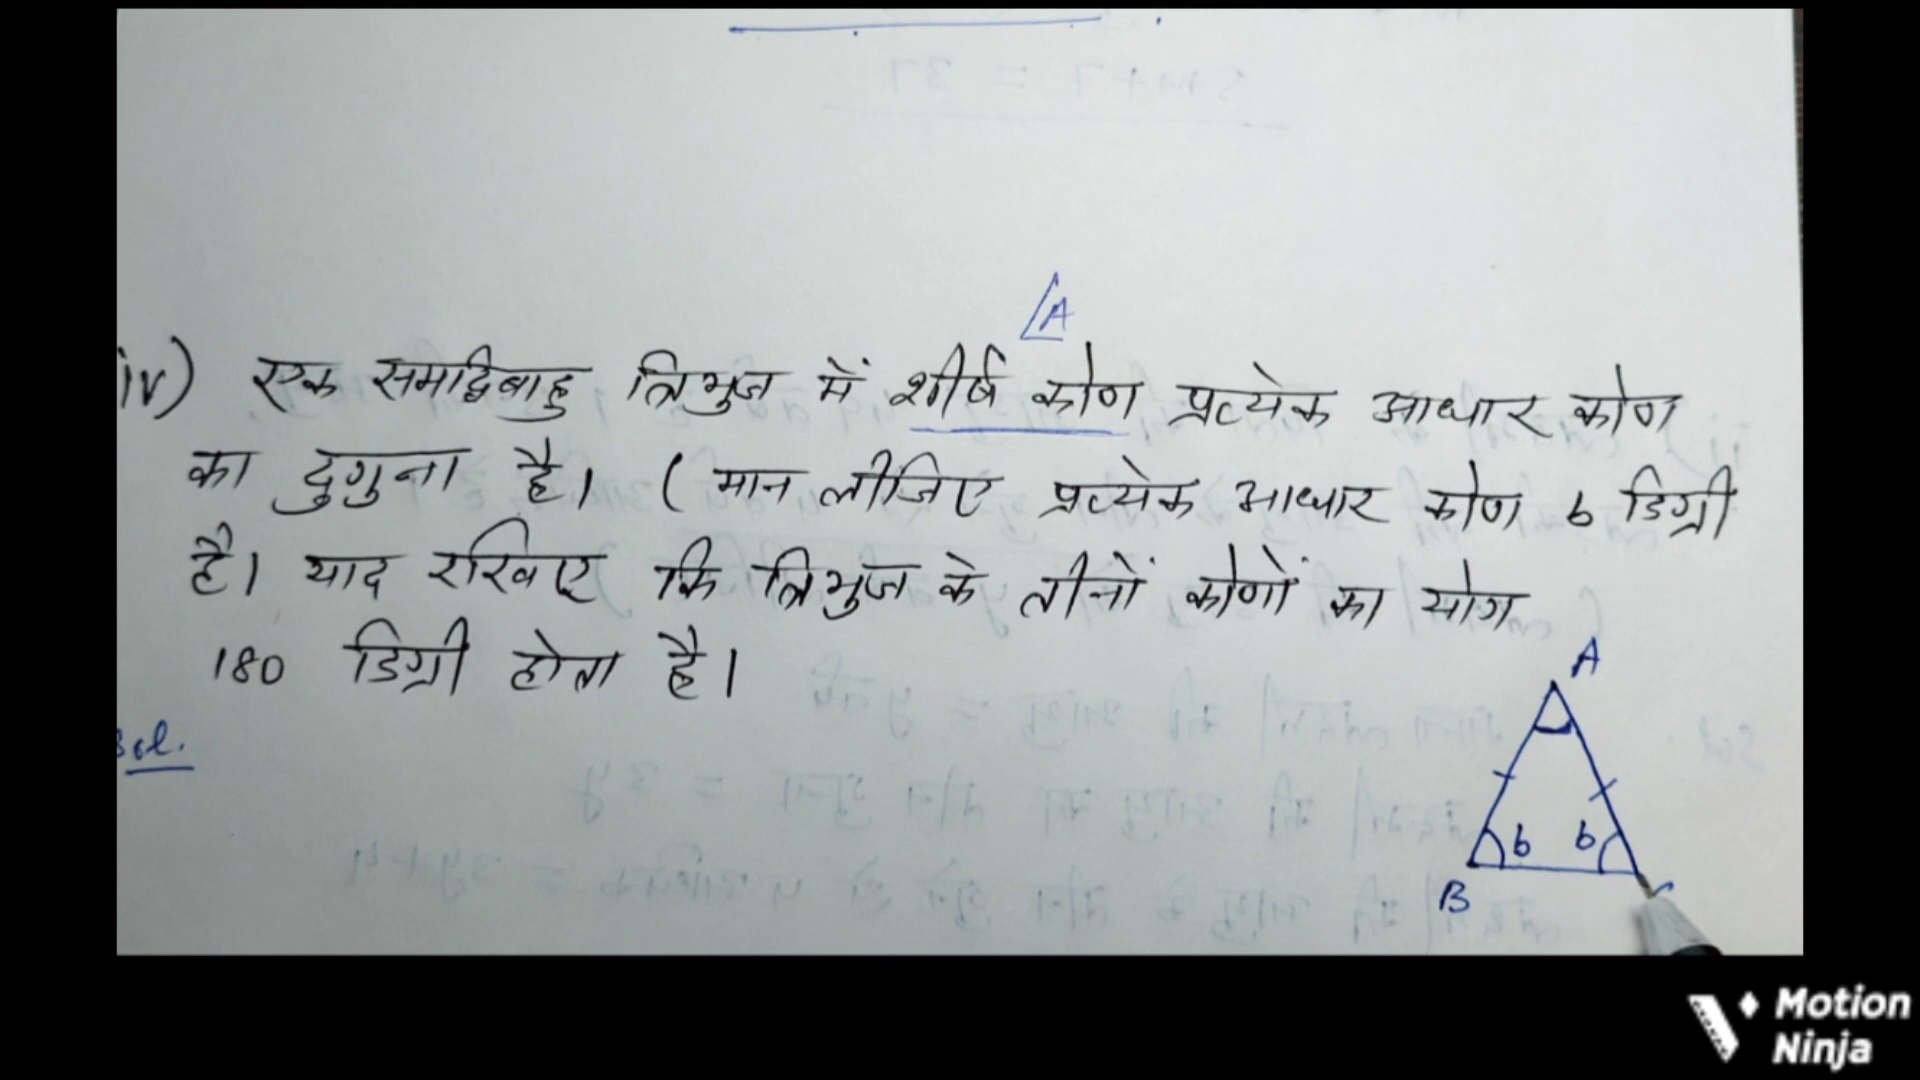 ∠A
iv) एक समद्विबाहु त्रिभुज में शीर्ष कोण प्रत्येक आधार कोण
का दुगुना है। (मान लीजिए प्रत्येक आधार कोण b डिग्री
है। याद रखिए कि त्रिभुज के तीनों कोणों का योग
180 डिग्री होता है।
Sol.
A
b b
B
Motion
Ninja